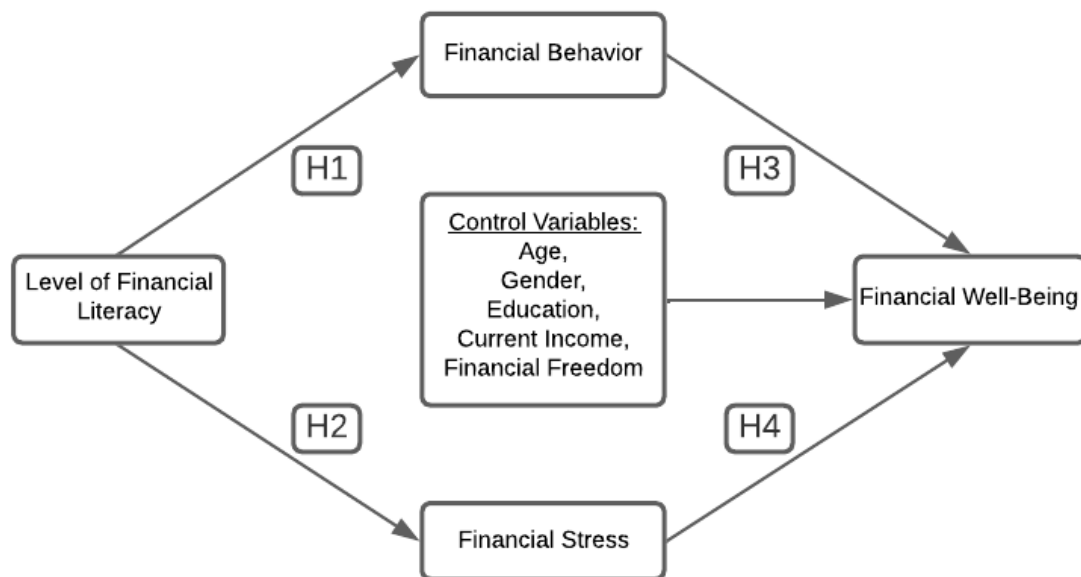 Financial Behavior
H1
H3
Control Variables:
Age,
Gender,
Education,
Current Income,
Financial Freedom
Level of Financial
Literacy
Financial Well-Being
H2
H4
Financial Stress